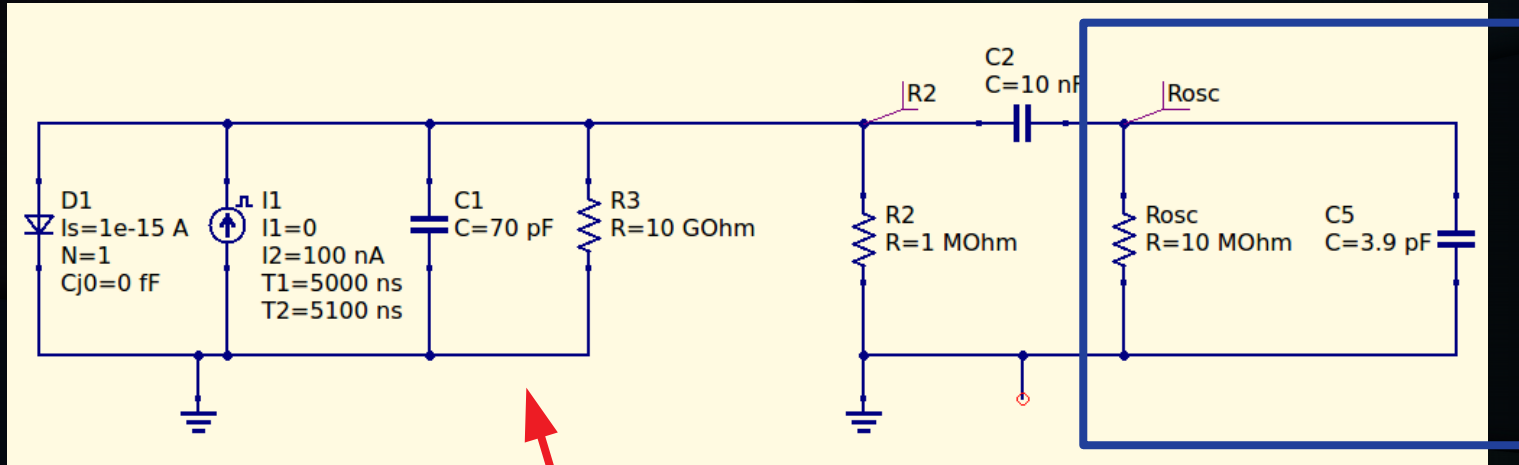 C2
C=10 nF
R2
Rosc
D1
Is=1e-15 A
N=1
Cj0=0 fF
I1
I1=0
I2=100 nA
T1=5000 ns
T2=5100 ns
C1
C=70 pF
R3
R=10 GOhm
R2
R=1 MOhm
Rosc
R=10 MOhm
C5
C=3.9 pF